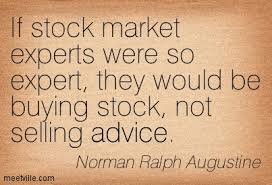 If stock market
experts were so
expert, they would be
buying stock, not
selling advice.
Norman Ralph Augustine
meetville.com